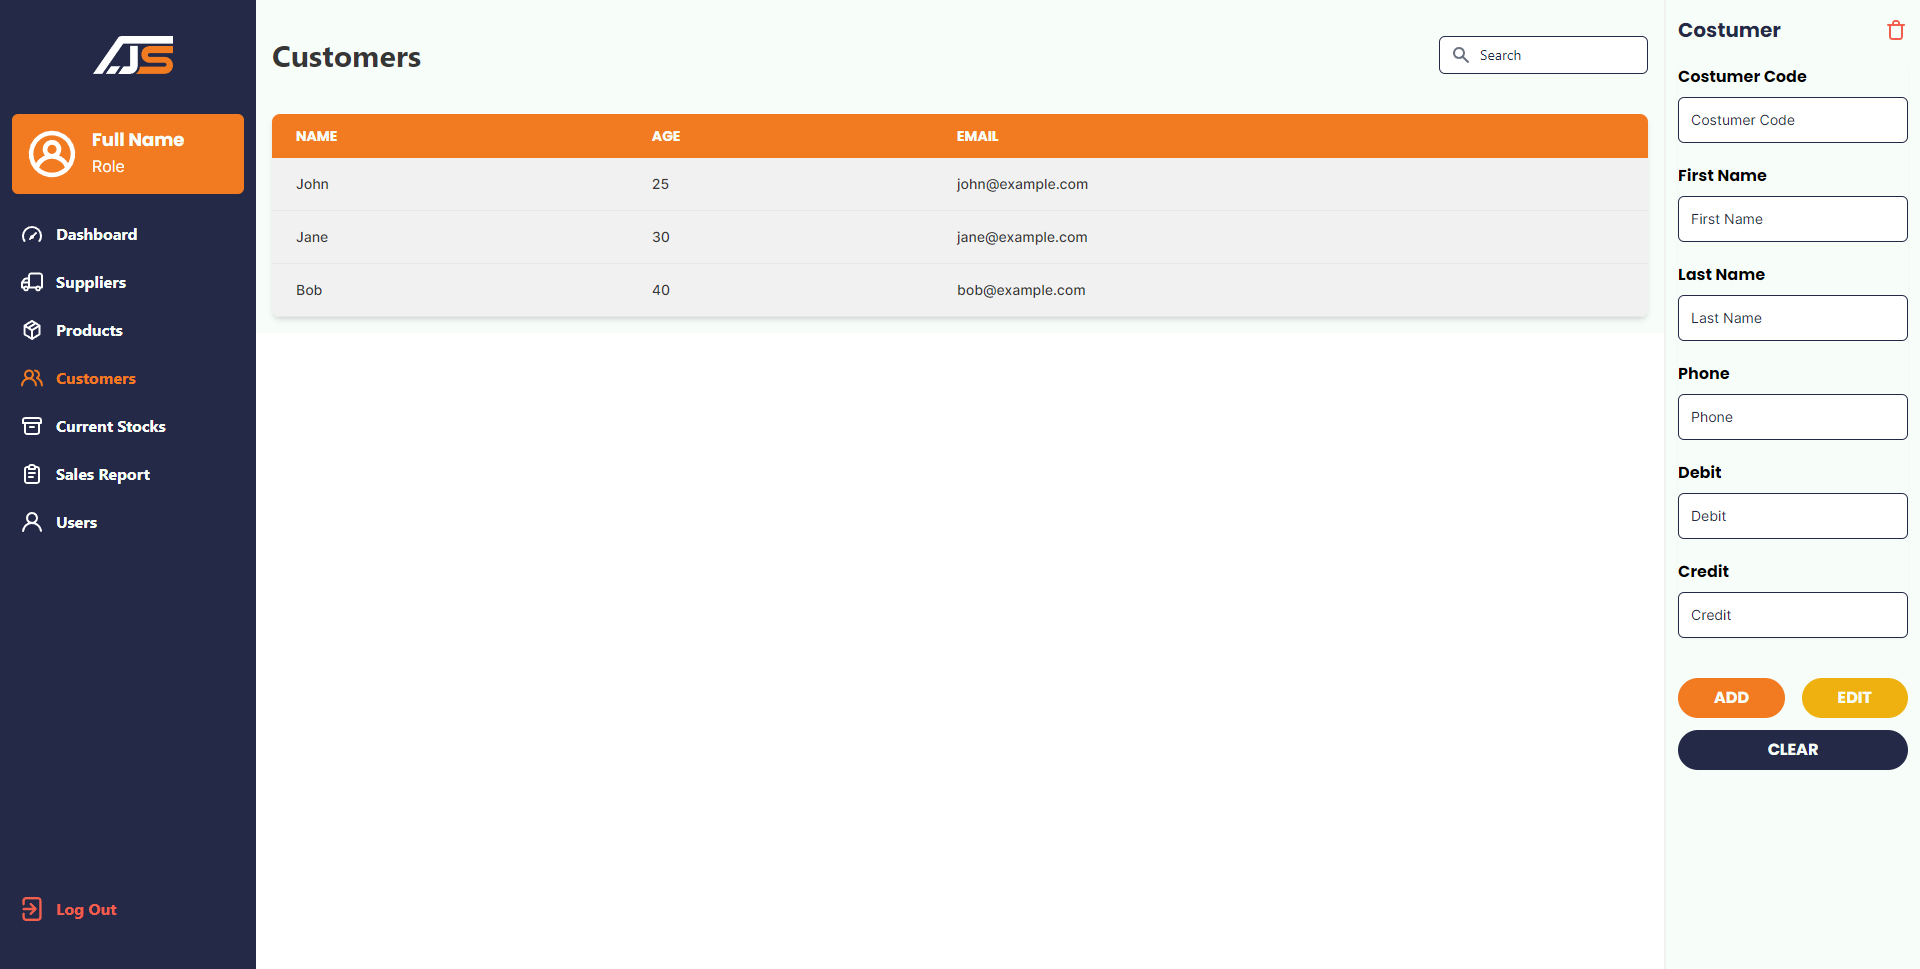 AJS
Full Name
Role
Dashboard
Suppliers
Products
Customers
Current Stocks
Sales Report
Users
Log Out
Customers
Search
NAME AGE EMAIL
John 25 john@example.com
Jane 30 jane@example.com
Bob 40 bob@example.com
Costumer
Costumer Code
Costumer Code
First Name
First Name
Last Name
Last Name
Phone
Phone
Debit
Debit
Credit
Credit
ADD EDIT
CLEAR